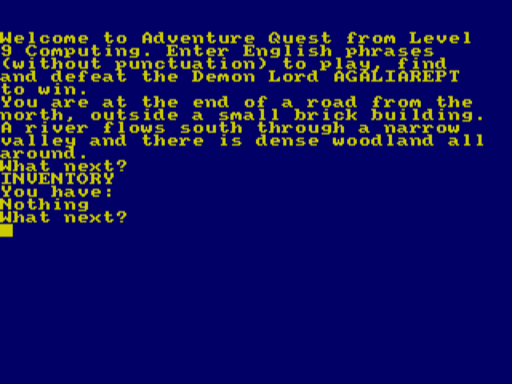 Welcome to Adventure Quest from Level
9 Computing. Enter English phrases
(without punctuation) to play, find
and defeat the Demon Lord AGALIAREPT
to win.
You are at the end of a road from the
north, outside a small brick building.
A river flows south through a narrow
valley and there is dense woodland all
around.
What next?
INVENTORY
You have:
Nothing
What next?